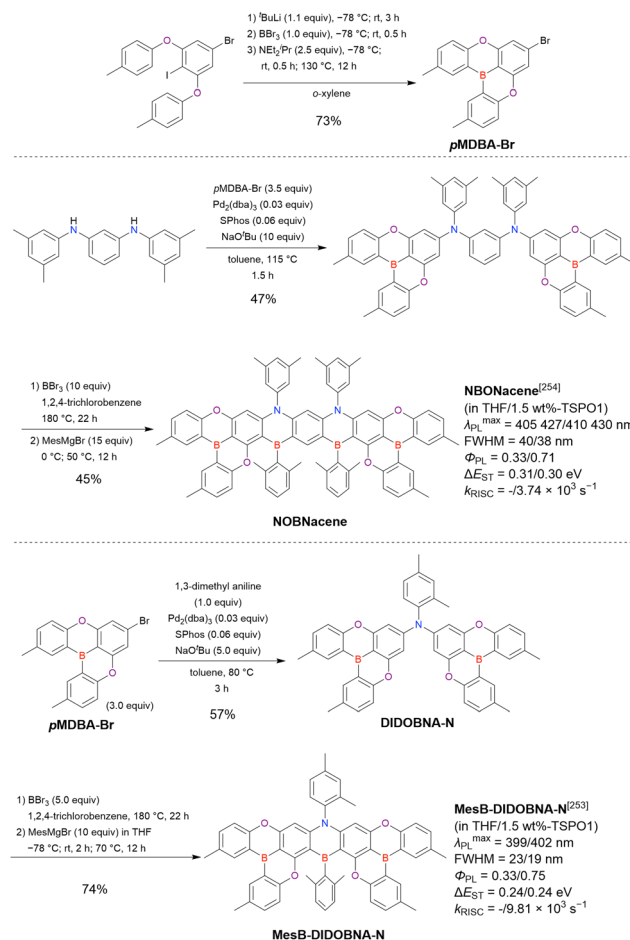 1) ᵗBuLi (1.1 equiv), −78 °C; rt, 3 h
2) BBr₃ (1.0 equiv), −78 °C; rt, 0.5 h
3) NEt₂ⁱPr (2.5 equiv), −78 °C;
rt, 0.5 h; 130 °C, 12 h
o-xylene
73%
O
Br
I
O
O
Br
B
O
pMDBA-Br
pMDBA-Br (3.5 equiv)
Pd₂(dba)₃ (0.03 equiv)
SPhos (0.06 equiv)
NaOᵗBu (10 equiv)
toluene, 115 °C
1.5 h
47%
H
N
H
N
O
N
N
O
B
B
O
O
1) BBr₃ (10 equiv)
1,2,4-trichlorobenzene
180 °C, 22 h
2) MesMgBr (15 equiv)
0 °C; 50 °C, 12 h
45%
O
N
N
O
B
B
B
B
O
O
NOBNacene
NBONacene[254]
(in THF/1.5 wt%-TSPO1)
λPLmax = 405 427/410 430 nm
FWHM = 40/38 nm
ΦPL = 0.33/0.71
ΔEST = 0.31/0.30 eV
kRISC = -/3.74 × 10³ s⁻¹
O
Br
B
O
(3.0 equiv)
pMDBA-Br
1,3-dimethyl aniline
(1.0 equiv)
Pd₂(dba)₃ (0.03 equiv)
SPhos (0.06 equiv)
NaOᵗBu (5.0 equiv)
toluene, 80 °C
3 h
57%
O
N
O
B
B
O
O
DIDOBNA-N
1) BBr₃ (5.0 equiv)
1,2,4-trichlorobenzene, 180 °C, 22 h
2) MesMgBr (10 equiv) in THF
−78 °C; rt, 2 h; 70 °C, 12 h
74%
O
N
O
B
B
B
O
O
MesB-DIDOBNA-N
MesB-DIDOBNA-N[253]
(in THF/1.5 wt%-TSPO1)
λPLmax = 399/402 nm
FWHM = 23/19 nm
ΦPL = 0.33/0.75
ΔEST = 0.24/0.24 eV
kRISC = -/9.81 × 10³ s⁻¹